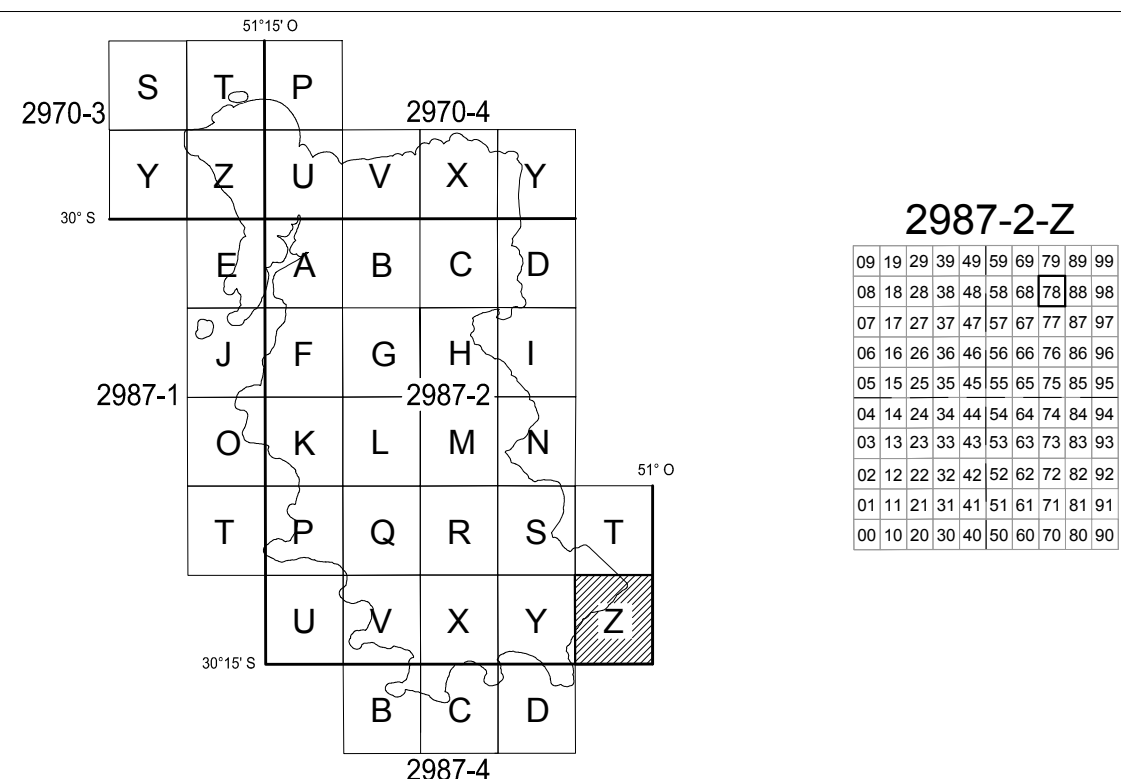 51°15' O
S T P
2970-3
2970-4
Y Z U V X Y
30° S
E A B C D
J F G H I
2987-1
2987-2
O K L M N
51° O
T P Q R S T
U V X Y Z
30°15' S
B C D
2987-4
2987-2-Z
09 19 29 39 49 59 69 79 89 99
08 18 28 38 48 58 68 78 88 98
07 17 27 37 47 57 67 77 87 97
06 16 26 36 46 56 66 76 86 96
05 15 25 35 45 55 65 75 85 95
04 14 24 34 44 54 64 74 84 94
03 13 23 33 43 53 63 73 83 93
02 12 22 32 42 52 62 72 82 92
01 11 21 31 41 51 61 71 81 91
00 10 20 30 40 50 60 70 80 90